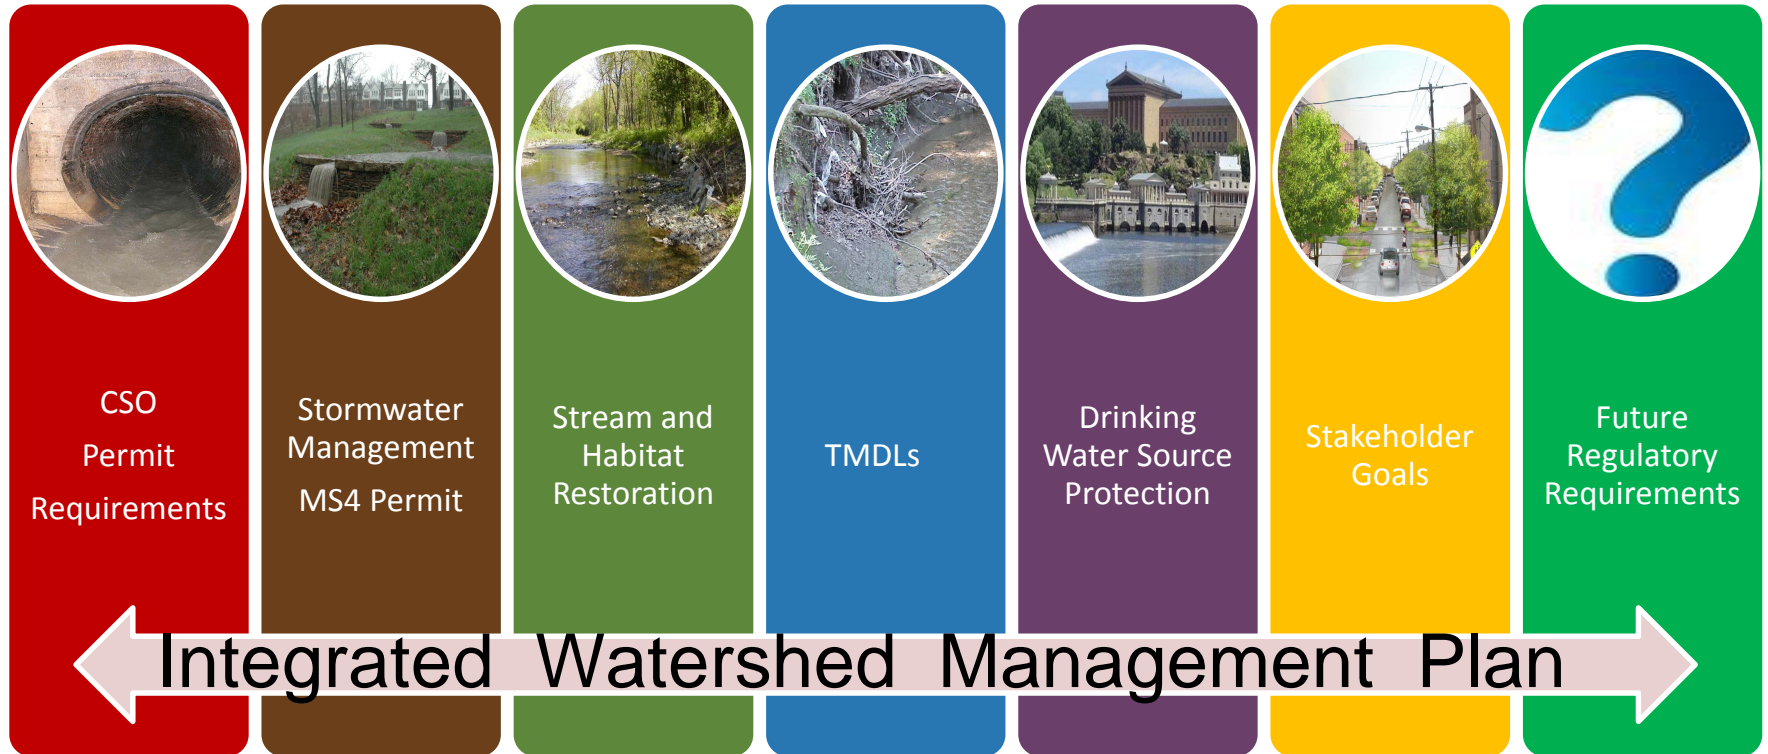 CSO
Permit
Requirements
Stormwater
Management
MS4 Permit
Stream and
Habitat
Restoration
TMDLs
Drinking
Water Source
Protection
Stakeholder
Goals
Future
Regulatory
Requirements
Integrated Watershed Management Plan